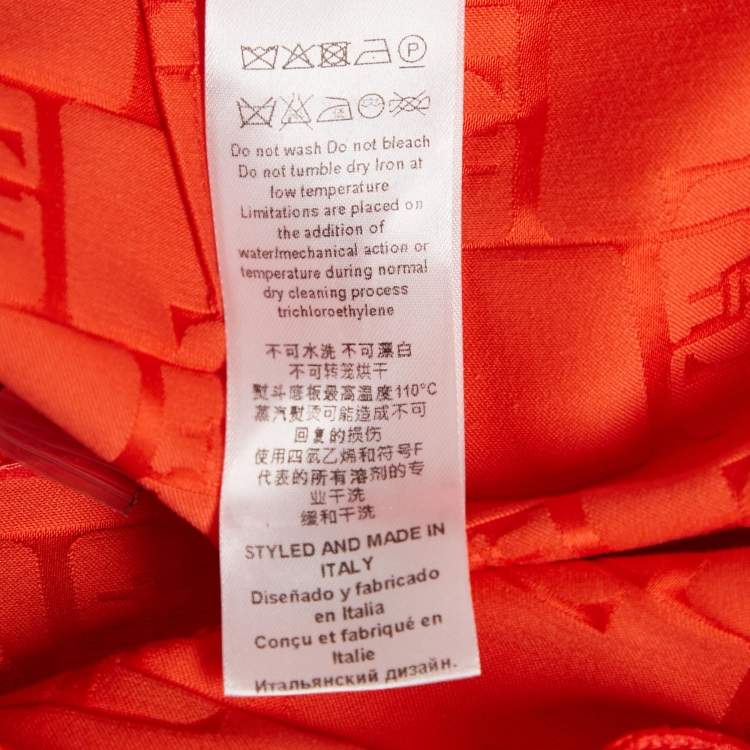 P
Do not wash Do not bleach
Do not tumble dry Iron at
low temperature
Limitations are placed on
the addition of
water/mechanical action or
temperature during normal
dry cleaning process
trichloroethylene
不可水洗 不可漂白
不可转笼烘干
熨斗磨板最高温度110°C
蒸汽熨烫可能造成不可
回复的损伤
使用四氯乙烯和符号F
代表的所有溶剂的专
业干洗
缓和干洗
STYLED AND MADE IN
ITALY
Diseñado y fabricado
en Italia
Conçu et fabriqué en
Italie
Итальянский дизайн.